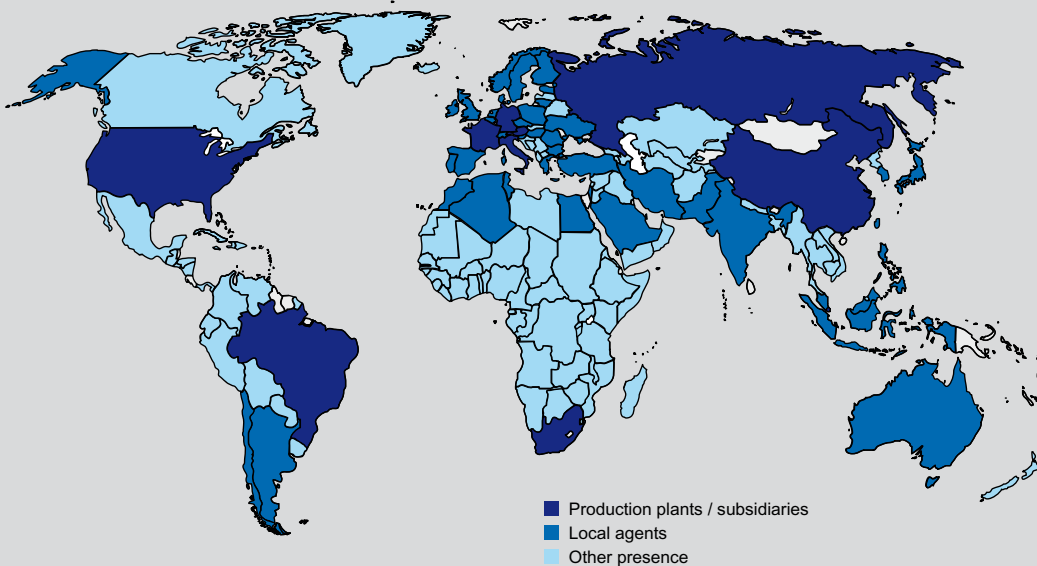 Production plants / subsidiaries
Local agents
Other presence